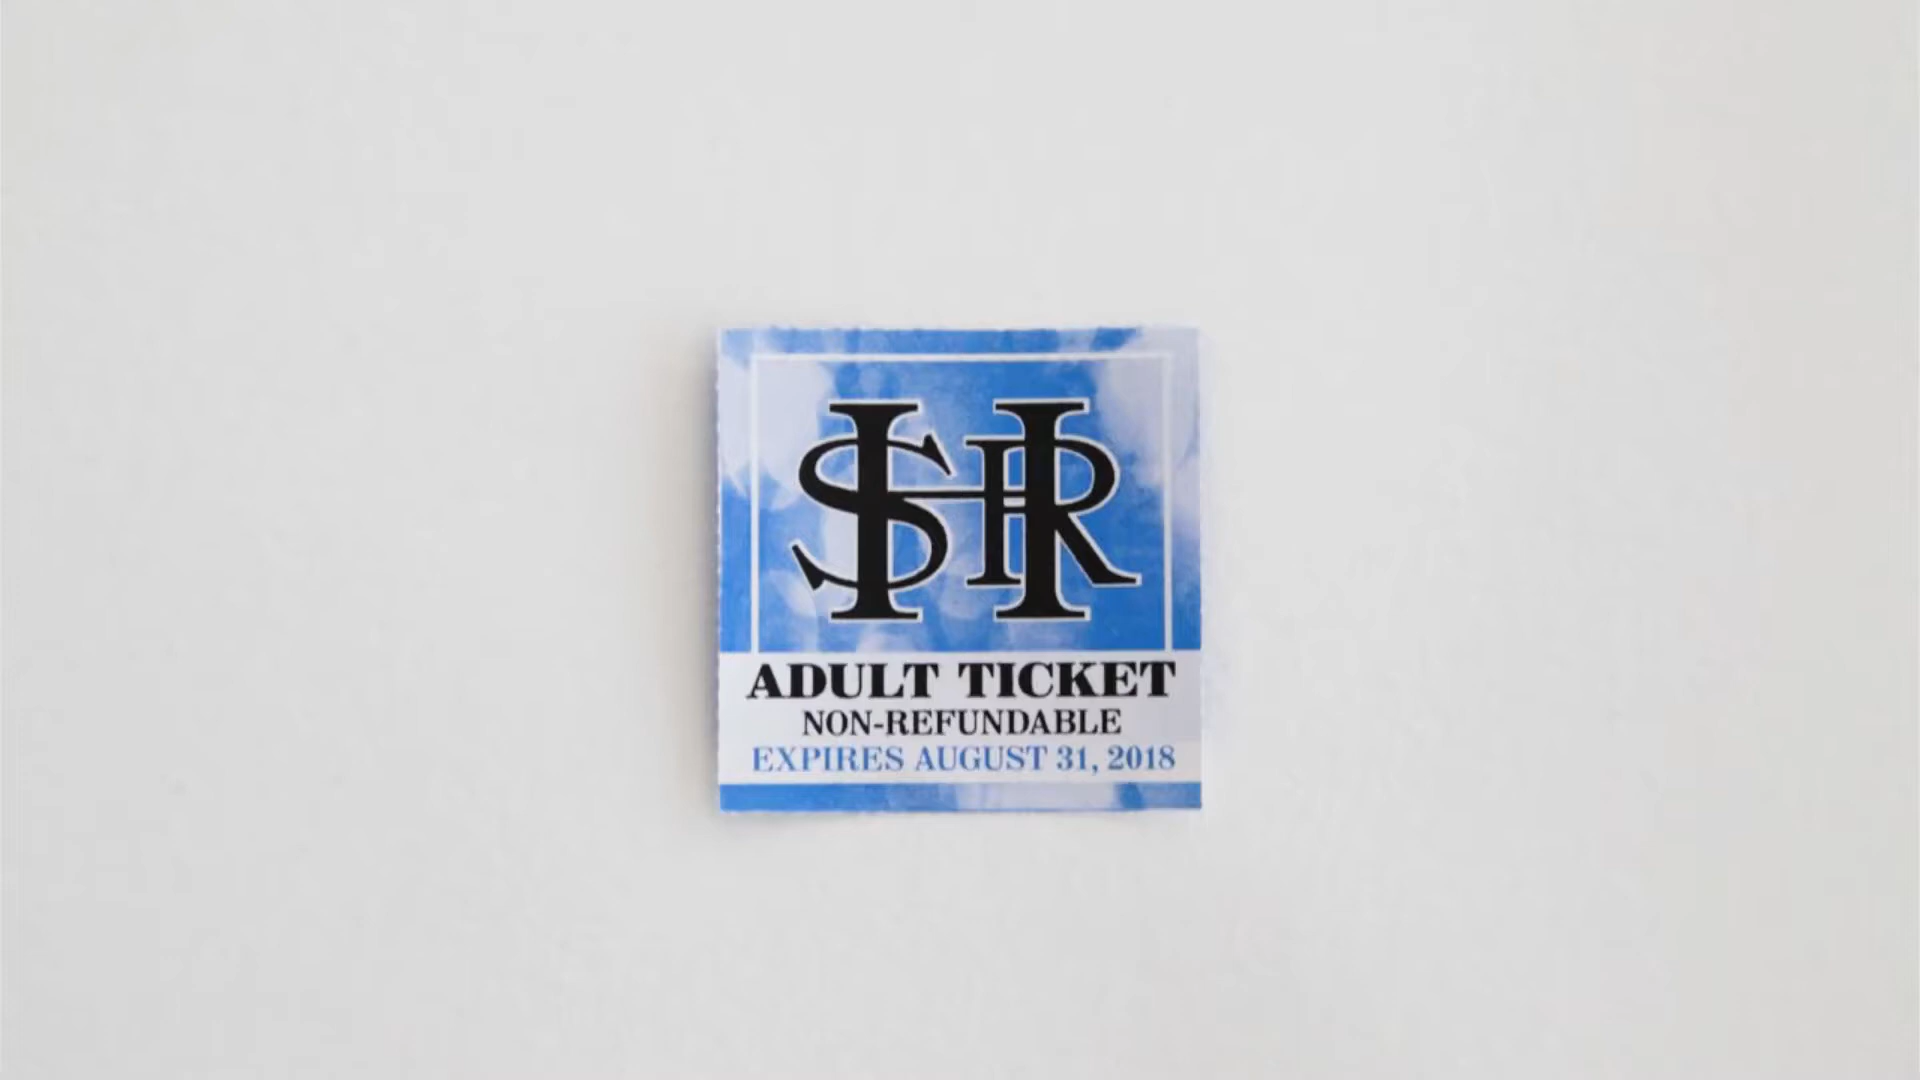 SHR
ADULT TICKET
NON-REFUNDABLE
EXPIRES AUGUST 31, 2018